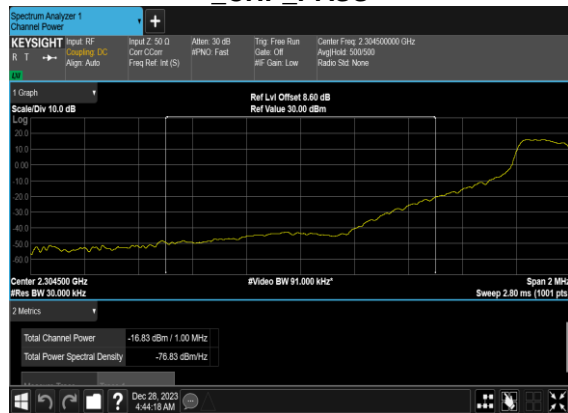 Spectrum Analyzer 1
Channel Power
KEYSIGHT
R T
LXI
Input: RF
Coupling: DC
Align: Auto
Input Z: 50 Ω
Corr CCorr
Freq Ref: Int (S)
Atten: 30 dB
#PNO: Fast
Trig: Free Run
Gate: Off
#IF Gain: Low
Center Freq: 2.304500000 GHz
Avg|Hold: 500/500
Radio Std: None
1 Graph
Scale/Div 10.0 dB
Ref Lvl Offset 8.60 dB
Ref Value 30.00 dBm
Log
20.0
10.0
0.00
-10.0
-20.0
-30.0
-40.0
-50.0
-60.0
Center 2.304500 GHz
#Res BW 30.000 kHz
#Video BW 91.000 kHz*
Span 2 MHz
Sweep 2.80 ms (1001 pts
2 Metrics
Total Channel Power -16.83 dBm / 1.00 MHz
Total Power Spectral Density -76.83 dBm/Hz
?
Dec 28, 2023
4:44:18 AM